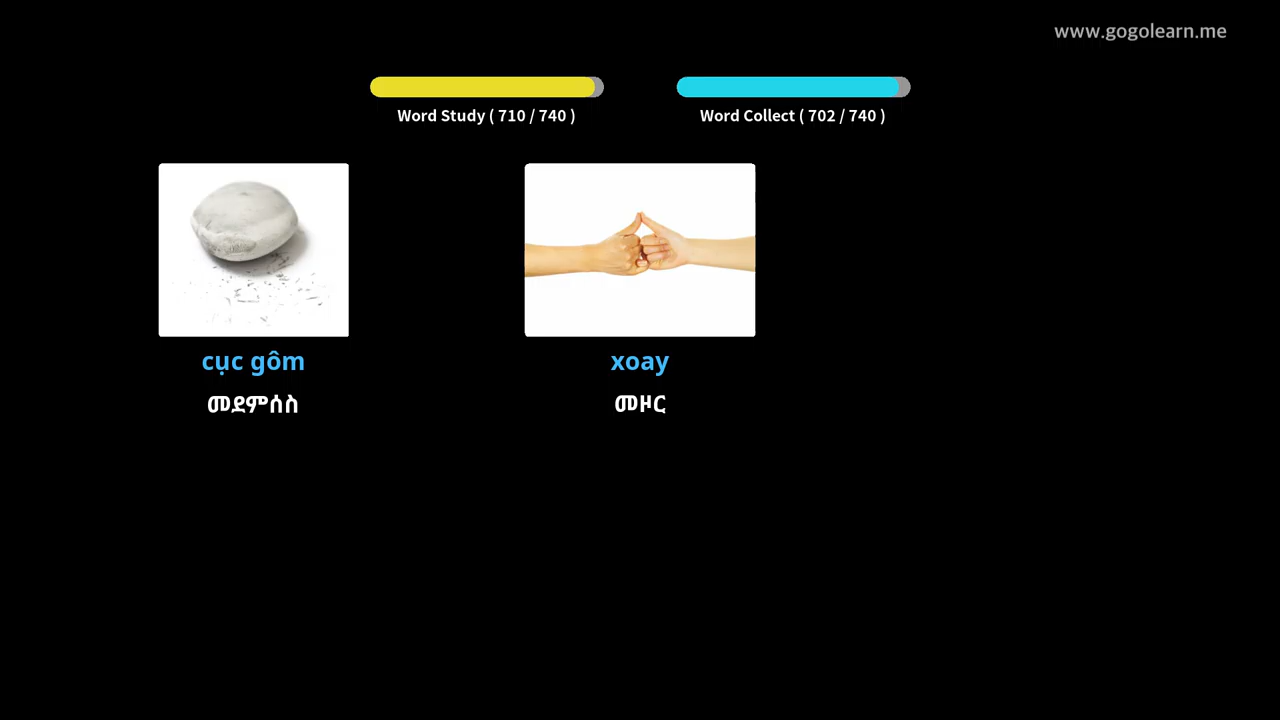 www.gogolearn.me
Word Study ( 710 / 740 )
Word Collect ( 702 / 740 )
cục gôm
መደምሰስ
xoay
መዞር